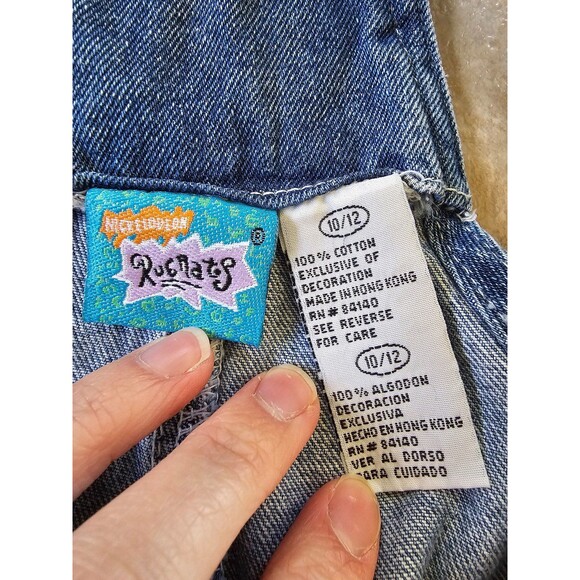 NICKELODEON
®
RUGRATS
10/12
100% COTTON
EXCLUSIVE OF
DECORATION
MADE IN HONG KONG
RN # 84140
SEE REVERSE
FOR CARE
10/12
100% ALGODON
DECORACION
EXCLUSIVA
HECHO EN HONG KONG
RN # 84140
VER AL DORSO
PARA CUIDADO